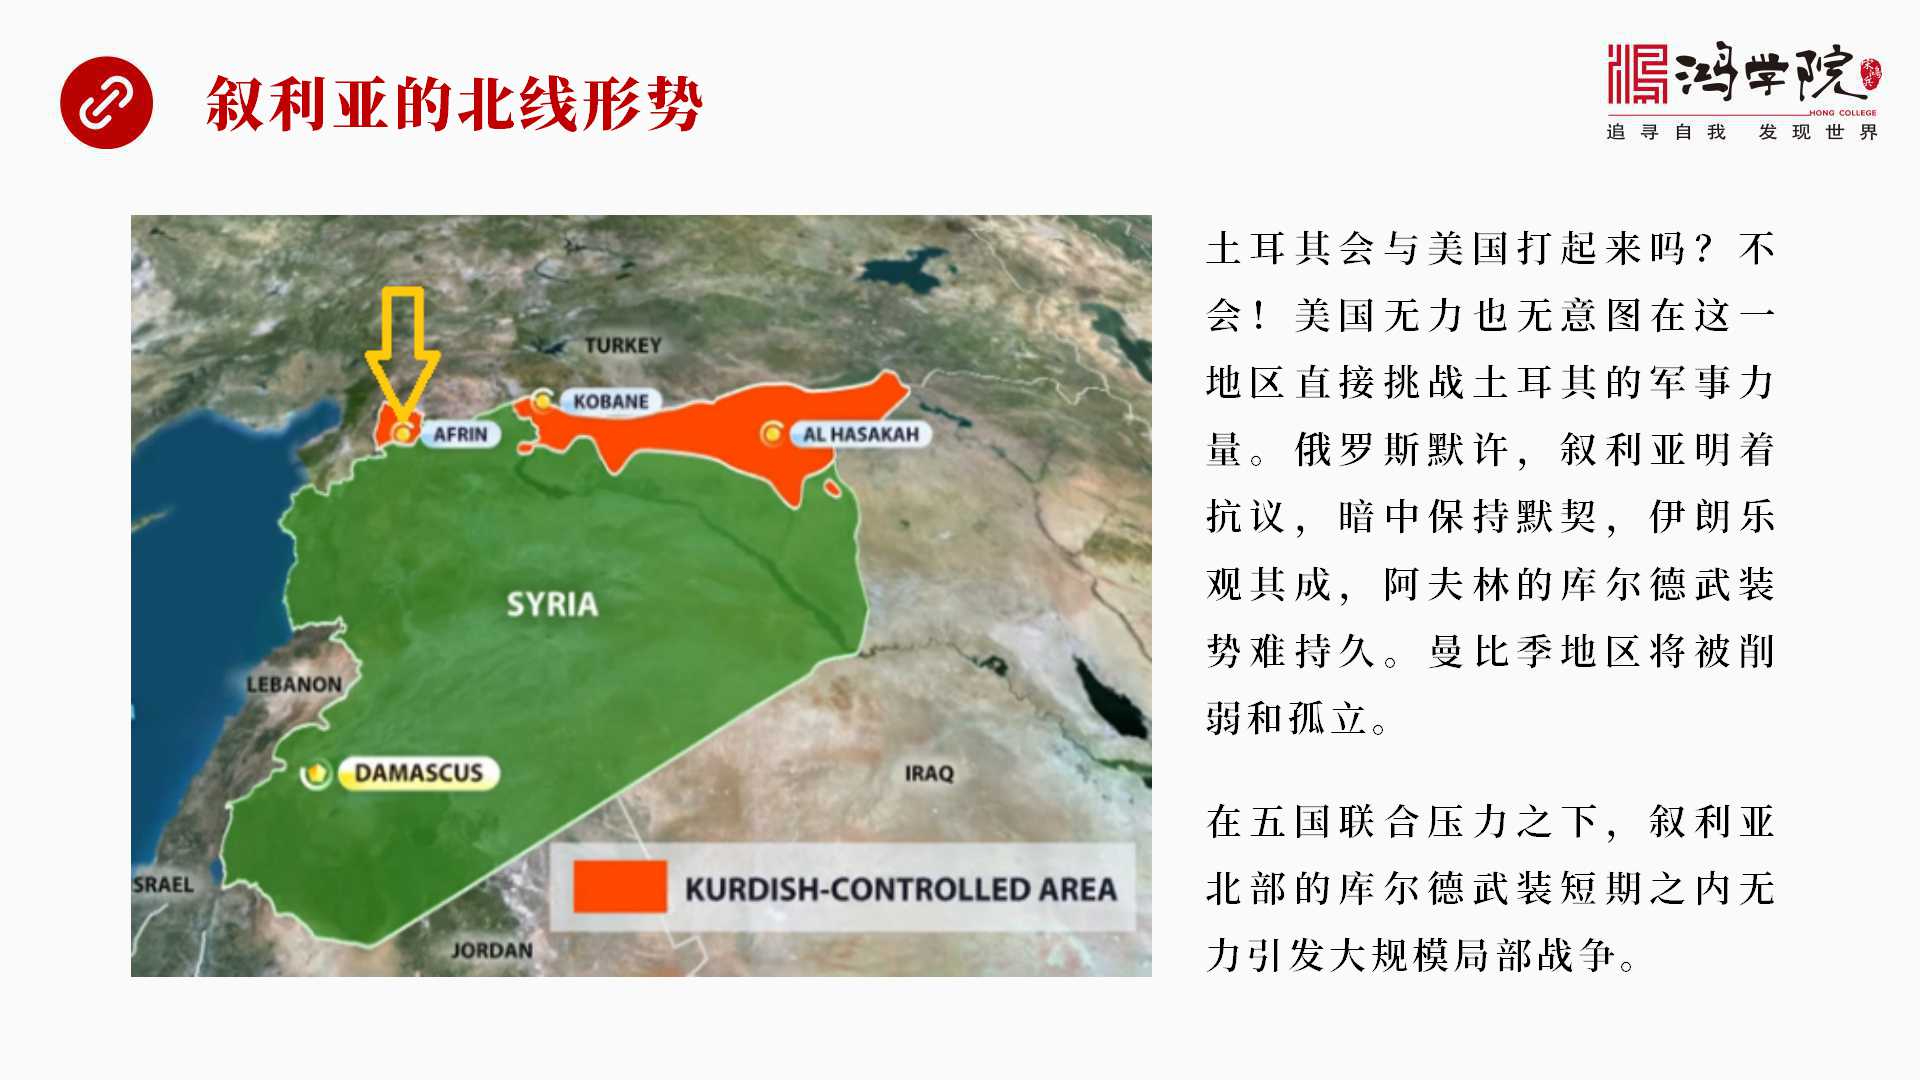 叙利亚的北线形势
鸿学院
宋鸿兵
HONG COLLEGE
追寻自我 发现世界
TURKEY
KOBANE
AFRIN
AL HASAKAH
SYRIA
LEBANON
DAMASCUS
IRAQ
SRAEL
KURDISH-CONTROLLED AREA
JORDAN
土耳其会与美国打起来吗？不
会！美国无力也无意图在这一
地区直接挑战土耳其的军事力
量。俄罗斯默许，叙利亚明着
抗议，暗中保持默契，伊朗乐
观其成，阿夫林的库尔德武装
势难持久。曼比季地区将被削
弱和孤立。
在五国联合压力之下，叙利亚
北部的库尔德武装短期之内无
力引发大规模局部战争。